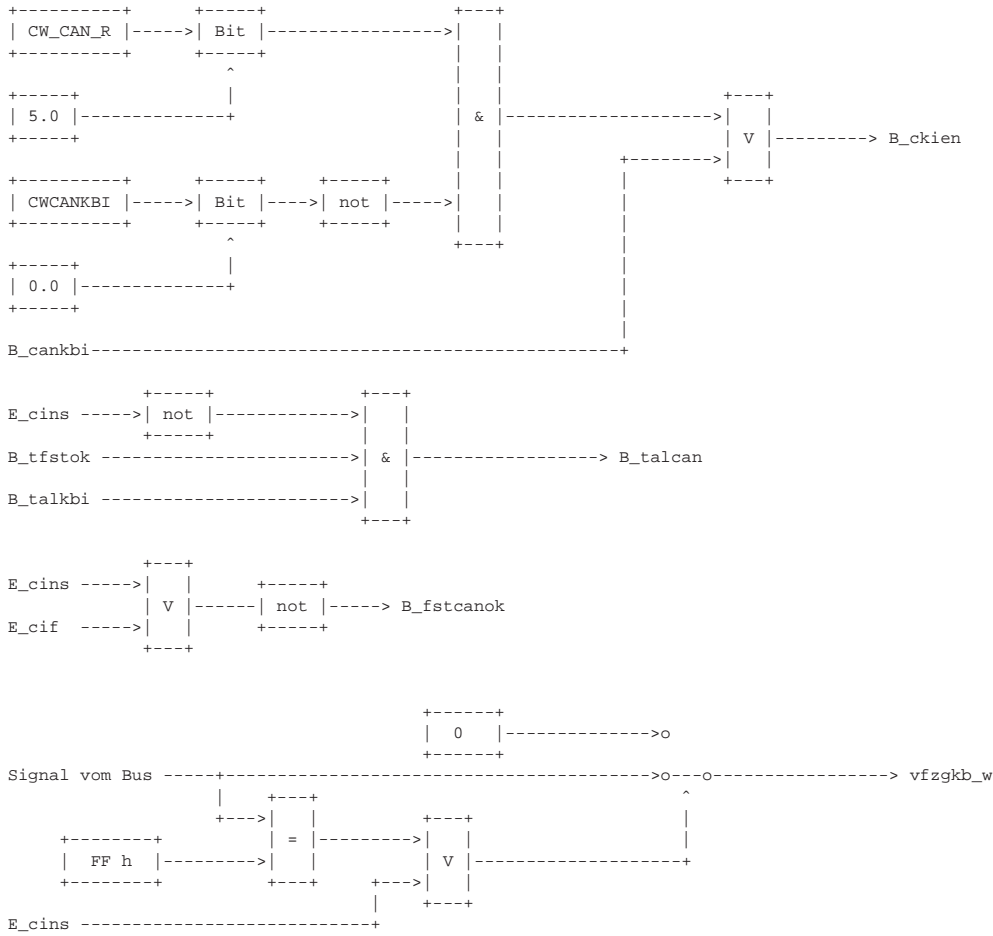 CW_CAN_R Bit
5.0 & V B_ckien
CWCANKBI Bit not
0.0
B_cankbi
E_cins not
B_tfstok & B_talcan
B_talkbi
E_cins
V not B_fstcanok
E_cif
0
Signal vom Bus vfzgkb_w
=
FF h V
E_cins